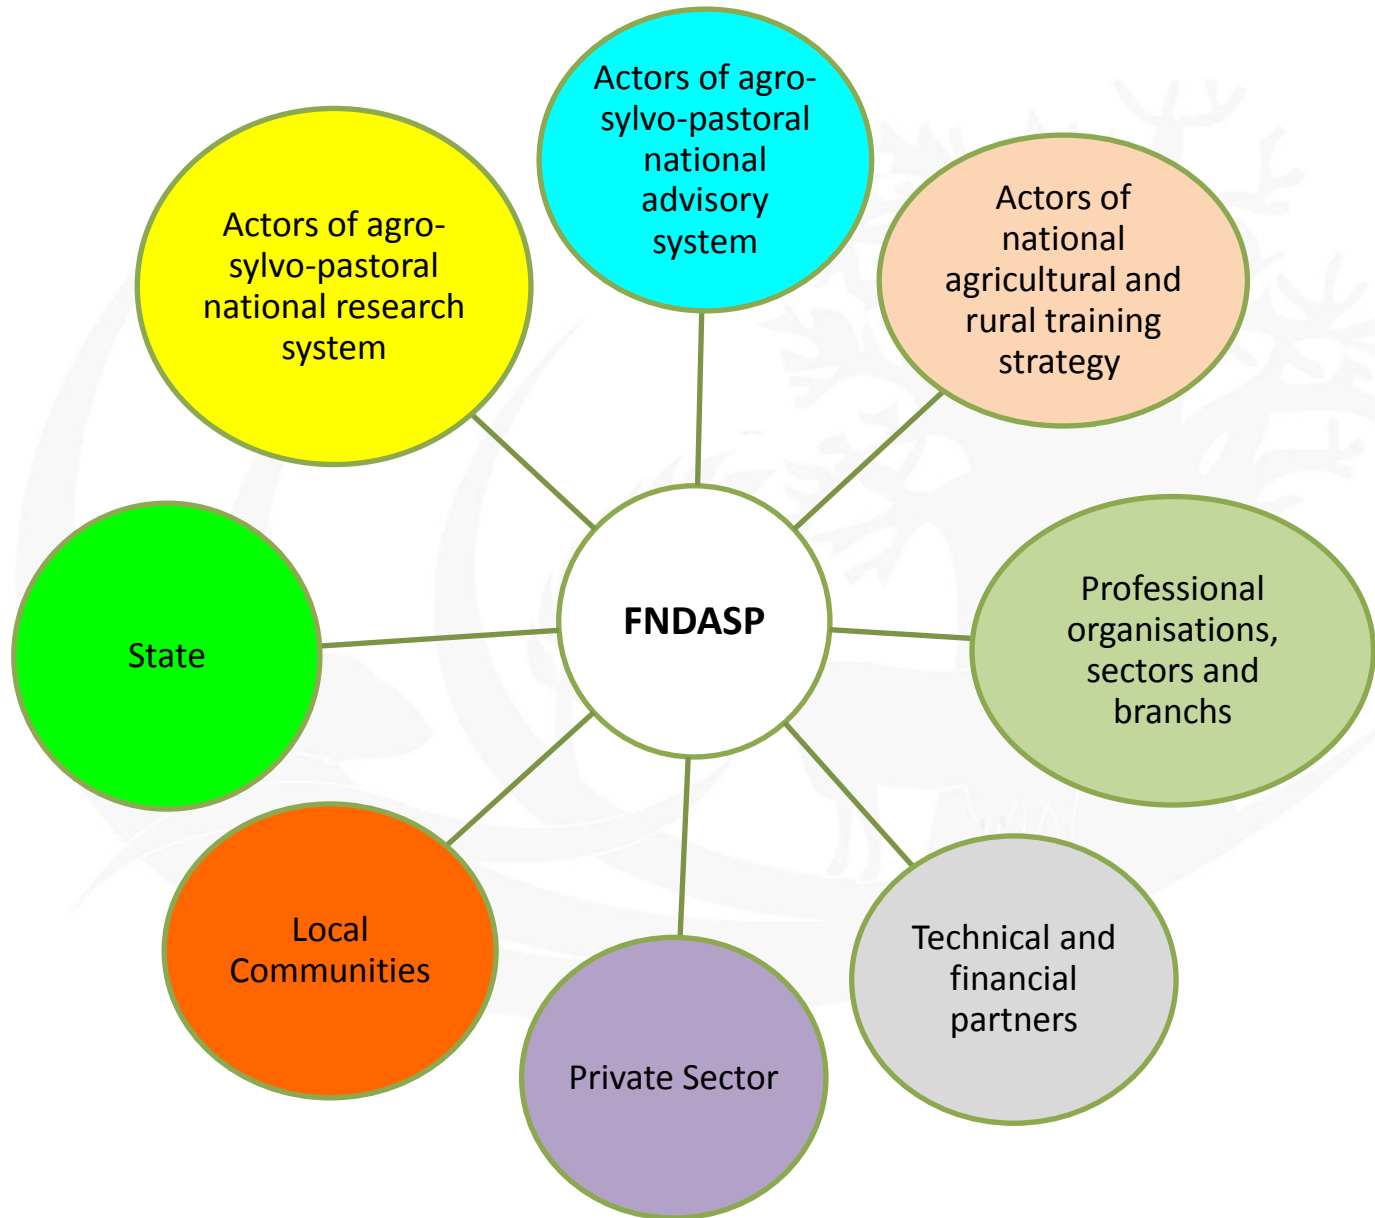 Actors of agro-
sylvo-pastoral
national
advisory
system
Actors of
national
agricultural and
rural training
strategy
Actors of agro-
sylvo-pastoral
national research
system
Professional
organisations,
sectors and
branchs
FNDASP
State
Local
Communities
Technical and
financial
partners
Private Sector